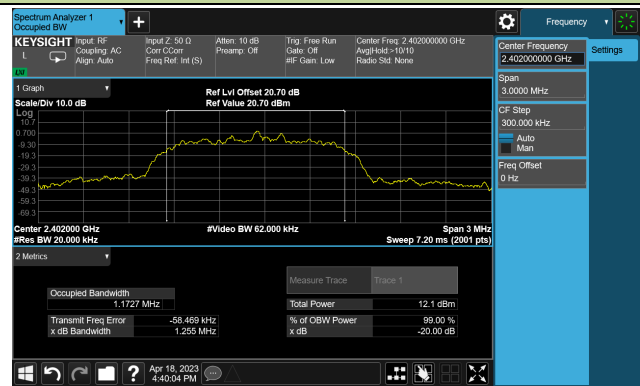 Spectrum Analyzer 1
Occupied BW
Frequency
KEYSIGHT
L
Input: RF
Coupling: AC
Align: Auto
Input Z: 50 Ω
Corr CCorr
Freq Ref: Int (S)
Atten: 10 dB
Preamp: Off
Trig: Free Run
Gate: Off
#IF Gain: Low
Center Freq: 2.402000000 GHz
Avg|Hold:>10/10
Radio Std: None
Center Frequency
2.402000000 GHz
Settings
Span
3.0000 MHz
CF Step
300.000 kHz
Auto
Man
Freq Offset
0 Hz
1 Graph
Ref Lvl Offset 20.70 dB
Scale/Div 10.0 dB
Ref Value 20.70 dBm
Log
10.7
0.700
-9.30
-19.3
-29.3
-39.3
-49.3
-59.3
-69.3
Center 2.402000 GHz
#Video BW 62.000 kHz
Span 3 MHz
#Res BW 20.000 kHz
Sweep 7.20 ms (2001 pts)
2 Metrics
Measure Trace
Trace 1
Occupied Bandwidth
1.1727 MHz
Total Power
12.1 dBm
Transmit Freq Error
-58.469 kHz
% of OBW Power
99.00 %
x dB Bandwidth
1.255 MHz
x dB
-20.00 dB
?
Apr 18, 2023
4:40:04 PM